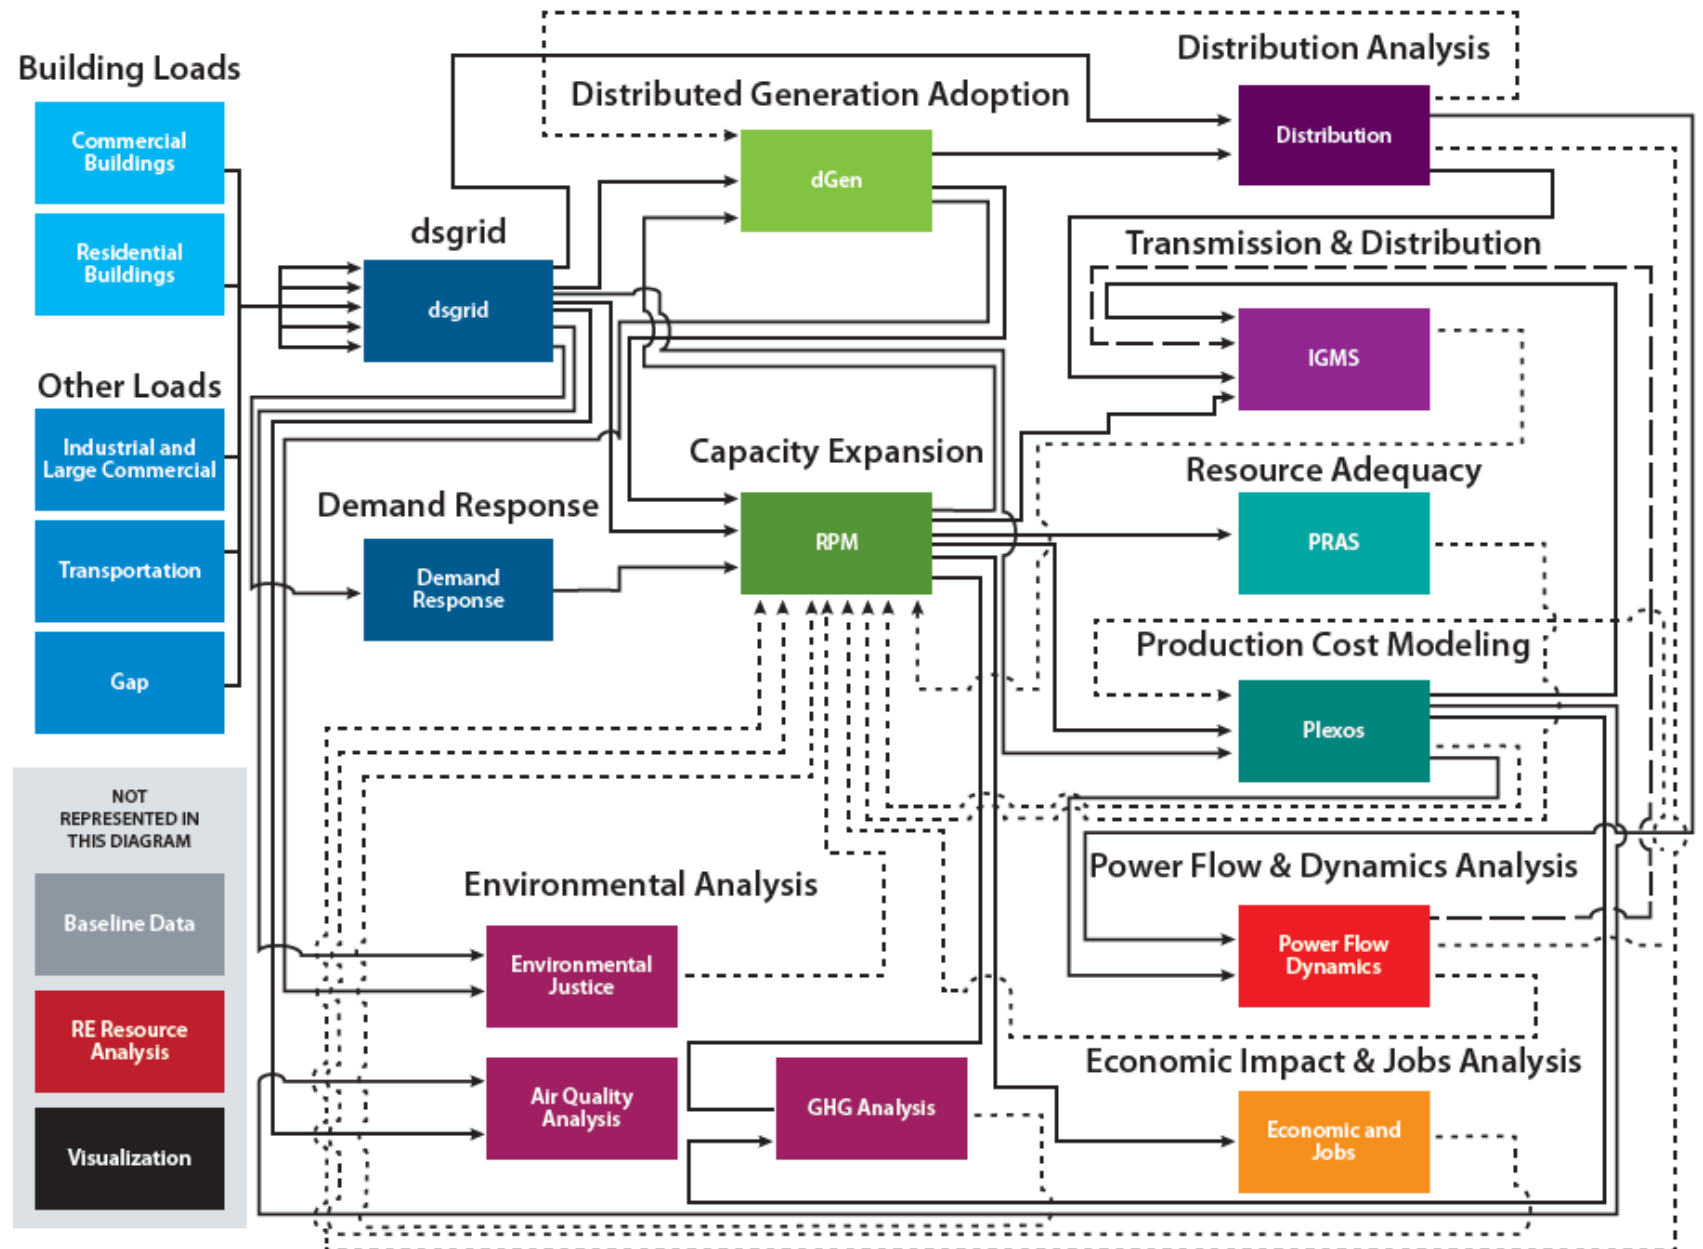 Building Loads
Commercial
Buildings
Residential
Buildings
Other Loads
Industrial and
Large Commercial
Transportation
Gap
NOT
REPRESENTED IN
THIS DIAGRAM
Baseline Data
RE Resource
Analysis
Visualization
dsgrid
dsgrid
Demand Response
Demand
Response
Distributed Generation Adoption
dGen
Capacity Expansion
RPM
Environmental Analysis
Environmental
Justice
Air Quality
Analysis
GHG Analysis
Distribution Analysis
Distribution
Transmission & Distribution
IGMS
Resource Adequacy
PRAS
Production Cost Modeling
Plexos
Power Flow & Dynamics Analysis
Power Flow
Dynamics
Economic Impact & Jobs Analysis
Economic and
Jobs